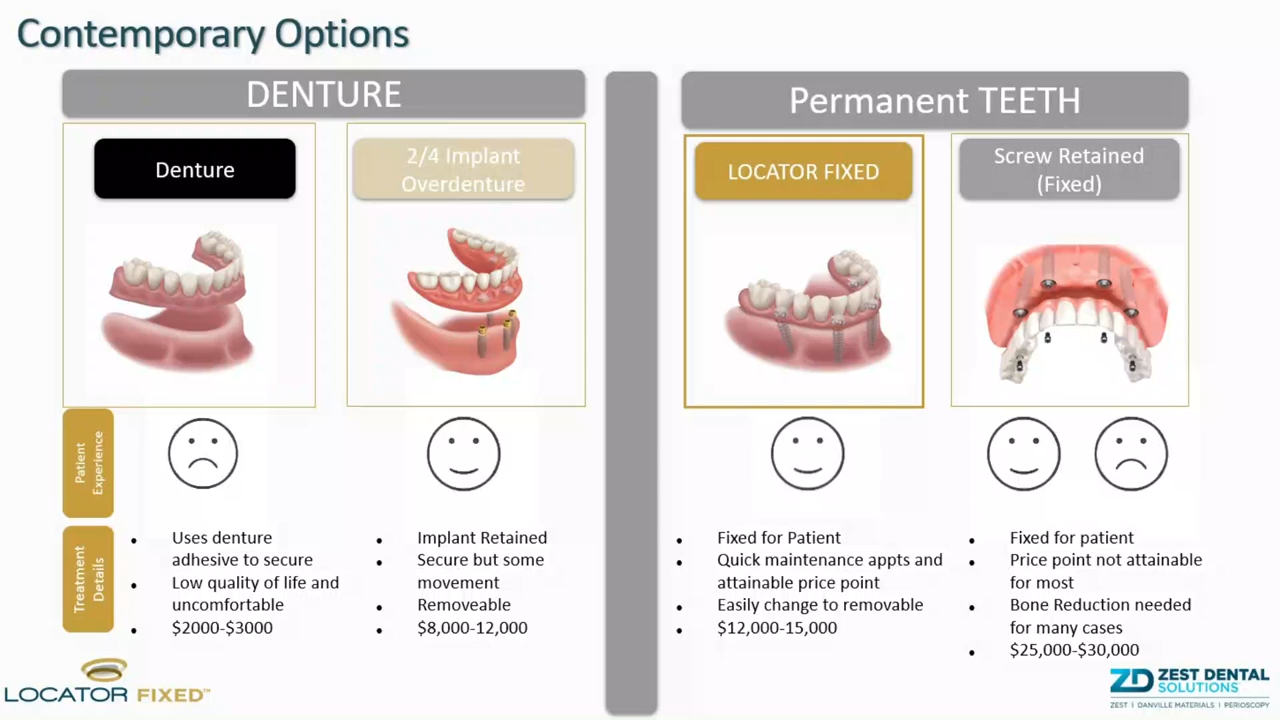 Contemporary Options
DENTURE
Permanent TEETH
Denture
2/4 Implant
Overdenture
LOCATOR FIXED
Screw Retained
(Fixed)
Patient
Experience
Treatment
Details
• Uses denture
adhesive to secure
• Low quality of life and
uncomfortable
• $2000-$3000
• Implant Retained
• Secure but some
movement
• Removeable
• $8,000-12,000
• Fixed for Patient
• Quick maintenance appts and
attainable price point
• Easily change to removable
• $12,000-15,000
• Fixed for patient
• Price point not attainable
for most
• Bone Reduction needed
for many cases
• $25,000-$30,000
LOCATOR FIXED™
ZD ZEST DENTAL
SOLUTIONS
ZEST | DANVILLE MATERIALS | PERIOSCOPY